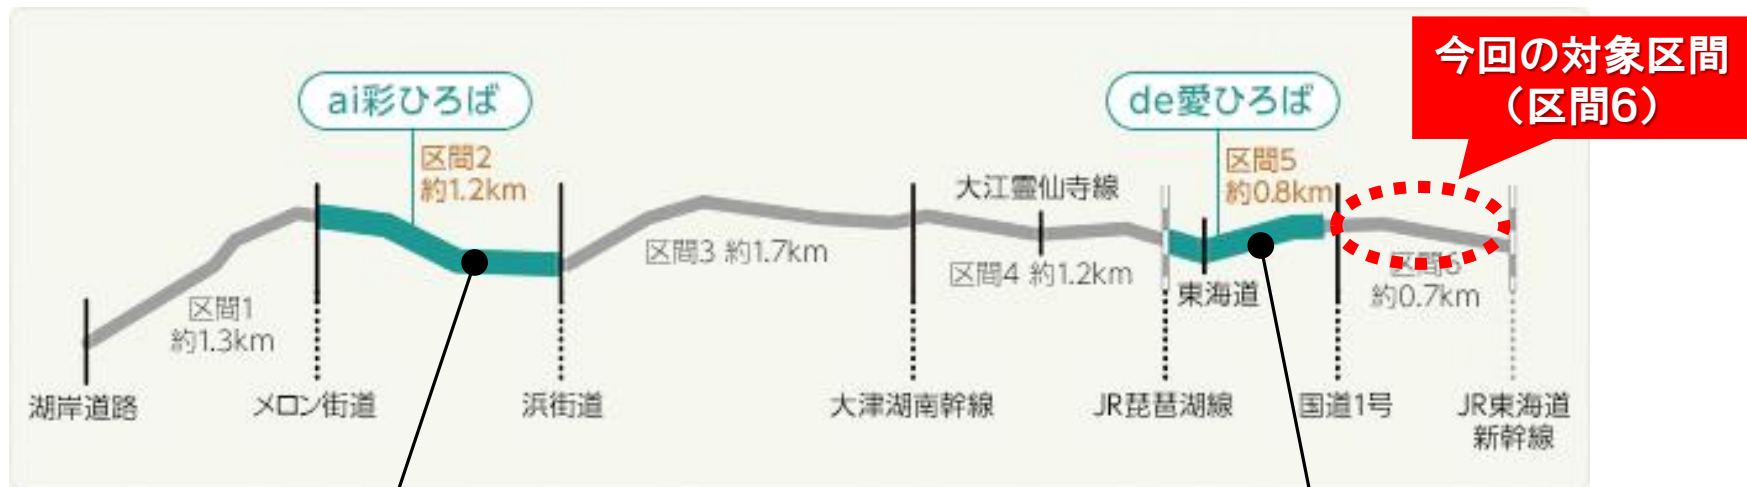 今回の対象区間
（区間6）
ai彩ひろば
de愛ひろば
区間2
約1.2km
区間5
約0.8km
大江霊仙寺線
区間3 約1.7km
区間4 約1.2km
東海道
区間6
約0.7km
区間1
約1.3km
湖岸道路
メロン街道
浜街道
大津湖南幹線
JR琵琶湖線
国道1号
JR東海道
新幹線